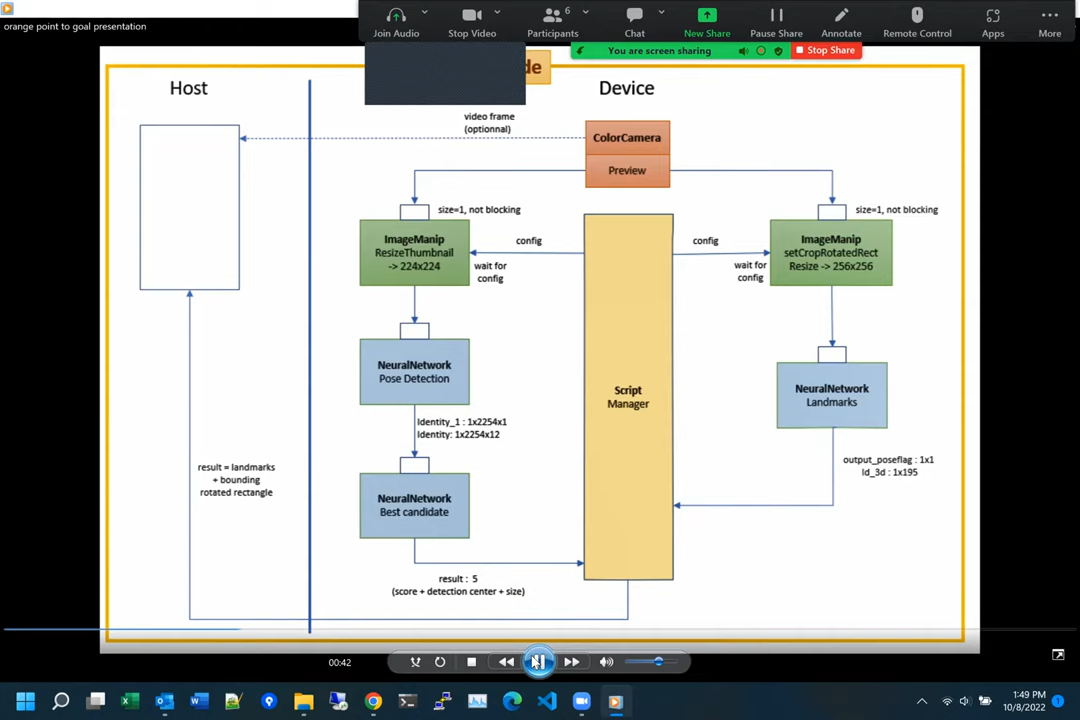 orange point to goal presentation
Join Audio
Stop Video
6
Participants
Chat
New Share
Pause Share
Annotate
Remote Control
Apps
More
You are screen sharing
Stop Share
de
Host
Device
video frame
(optionnal)
ColorCamera
Preview
size=1, not blocking
size=1, not blocking
ImageManip
ResizeThumbnail
-> 224x224
config
wait for
config
config
wait for
config
ImageManip
setCropRotatedRect
Resize -> 256x256
NeuralNetwork
Pose Detection
Script
Manager
NeuralNetwork
Landmarks
Identity_1 : 1x2254x1
Identity: 1x2254x12
output_poseflag : 1x1
Id_3d : 1x195
result = landmarks
+ bounding
rotated rectangle
NeuralNetwork
Best candidate
result : 5
(score + detection center + size)
00:42
1:49 PM
10/8/2022